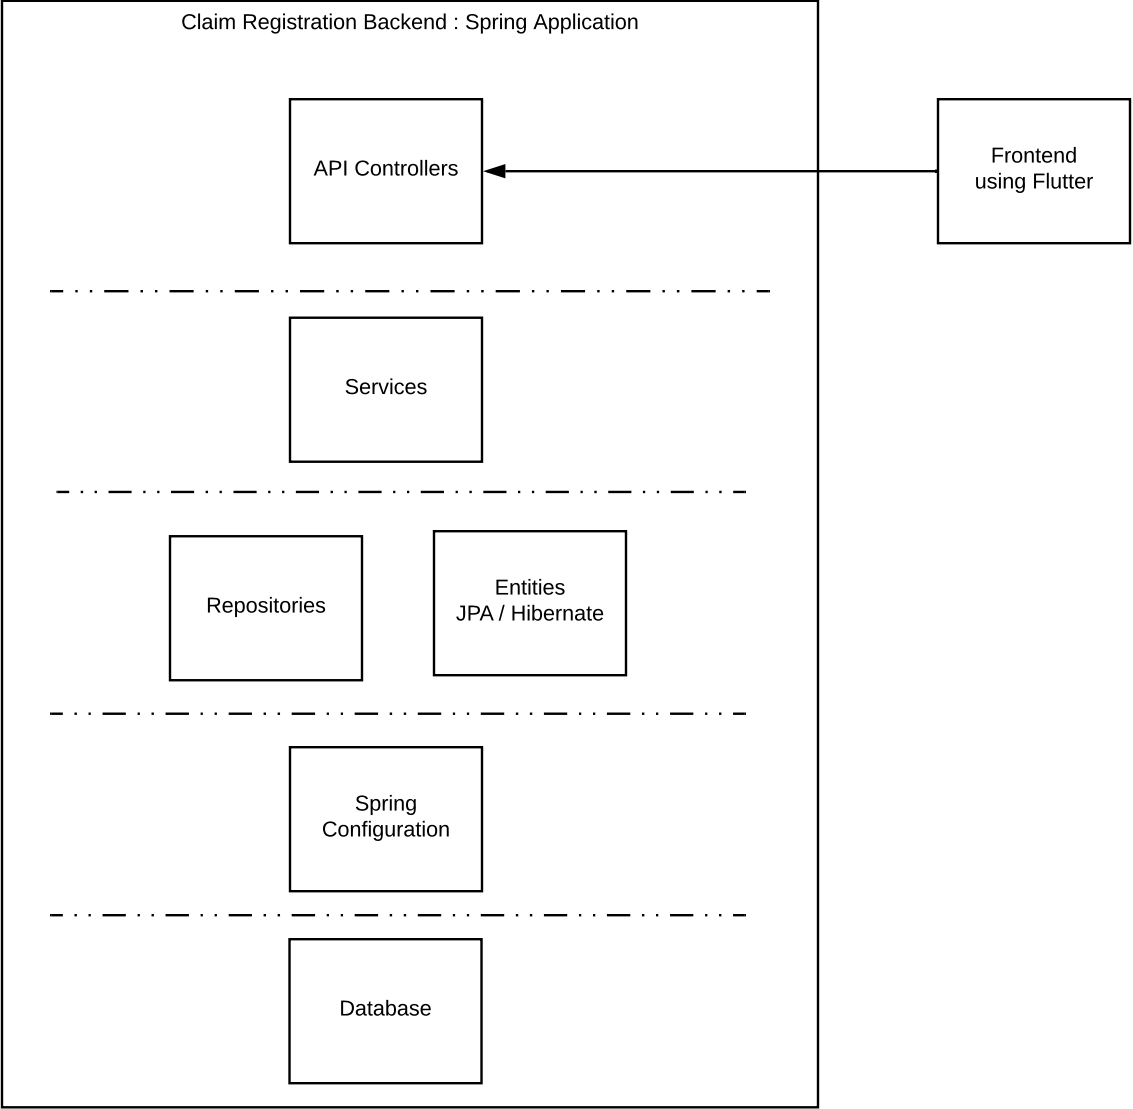 Claim Registration Backend : Spring Application
API Controllers
Frontend
using Flutter
Services
Repositories
Entities
JPA / Hibernate
Spring
Configuration
Database